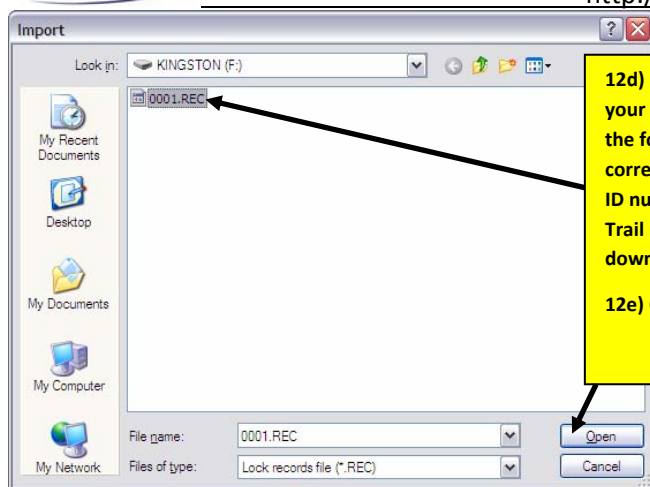 http:/
Import
Look in: KINGSTON (F:)
0001.REC
My Recent
Documents
Desktop
My Documents
My Computer
My Network
File name: 0001.REC
Open
Files of type: Lock records file (*.REC)
Cancel
12d)
your
the fo
corre
ID nu
Trail
down
12e)